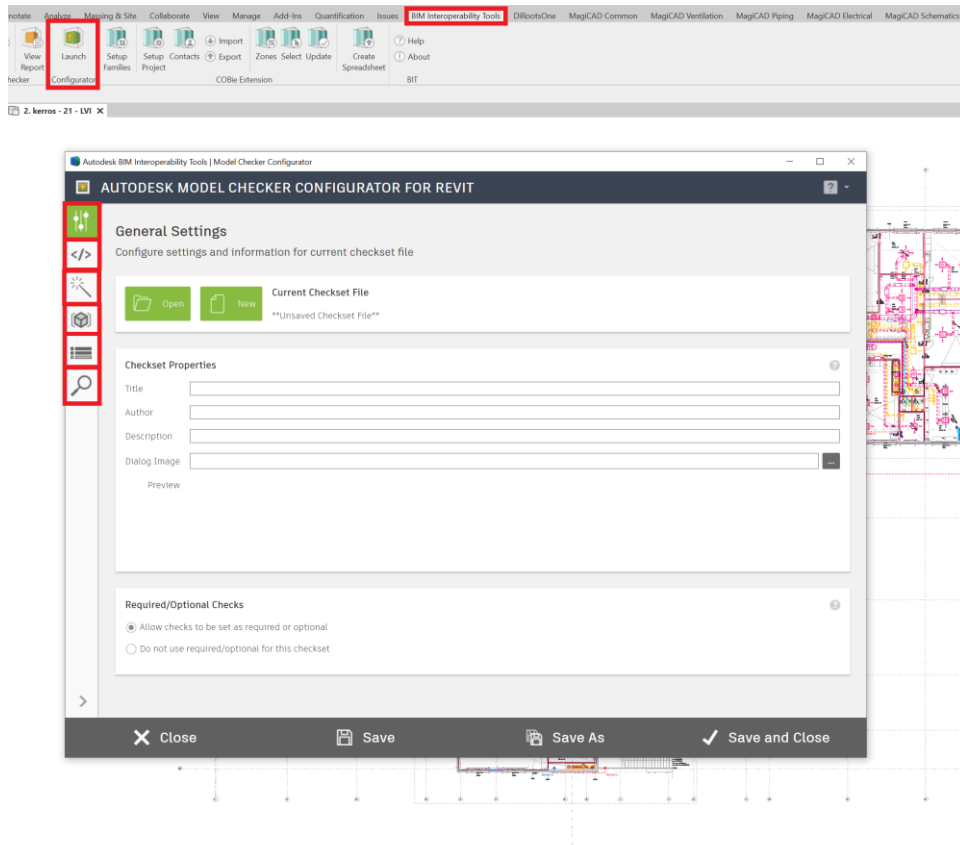 notate Analyze Massing & Site Collaborate View Manage Add-Ins Quantification Issues BIM Interoperability Tools DiRootsOne MagiCAD Common MagiCAD Ventilation MagiCAD Piping MagiCAD Electrical MagiCAD Schematics
View Report
Launch
Setup Families
Setup Project
Contacts
Import
Export
Zones Select Update
Create Spreadsheet
Help
About
hecker
Configurator
COBie Extension
BIT
2. kerros - 21 - LVI
Autodesk BIM Interoperability Tools | Model Checker Configurator
AUTODESK MODEL CHECKER CONFIGURATOR FOR REVIT
General Settings
Configure settings and information for current checkset file
Open
New
Current Checkset File
**Unsaved Checkset File**
Checkset Properties
Title
Author
Description
Dialog Image
...
Preview
Required/Optional Checks
Allow checks to be set as required or optional
Do not use required/optional for this checkset
Close
Save
Save As
Save and Close